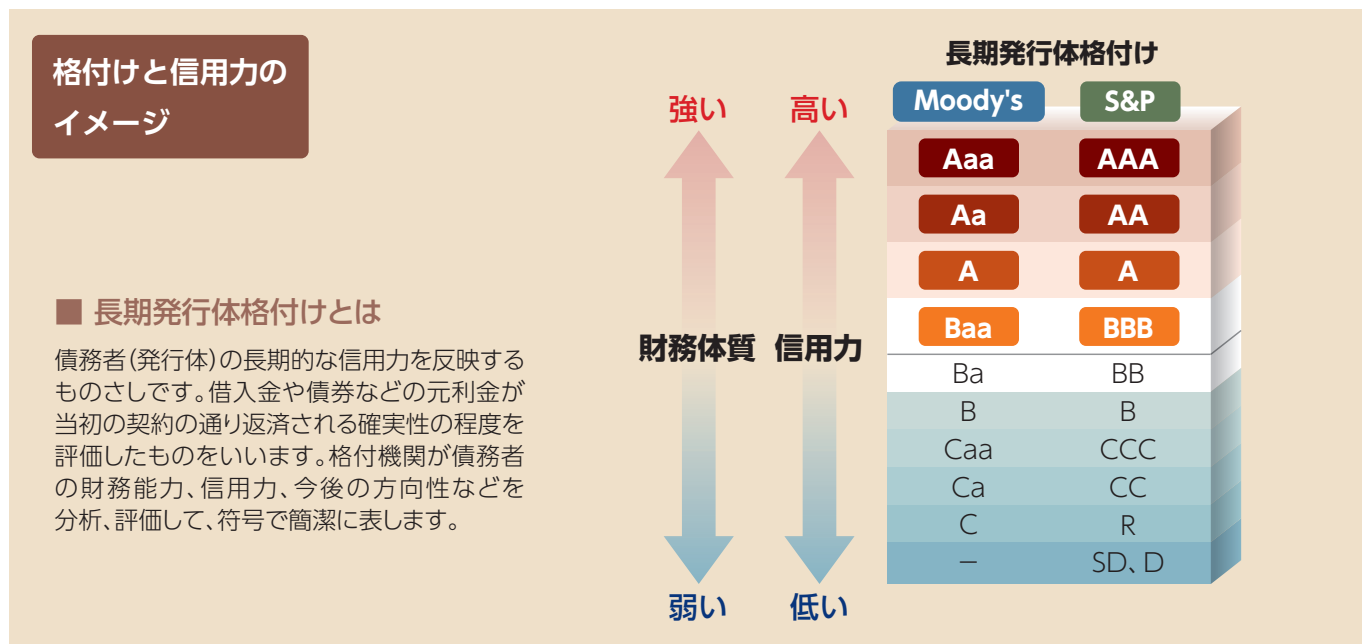 格付けと信用力の
イメージ
■ 長期発行体格付けとは
債務者(発行体)の長期的な信用力を反映する
ものさしです。借入金や債券などの元利金が
当初の契約の通り返済される確実性の程度を
評価したものをいいます。格付機関が債務者
の財務能力、信用力、今後の方向性などを
分析、評価して、符号で簡潔に表します。
強い 高い
財務体質 信用力
弱い 低い
長期発行体格付け
Moody's S&P
Aaa AAA
Aa AA
A A
Baa BBB
Ba BB
B B
Caa CCC
Ca CC
C R
− SD、D